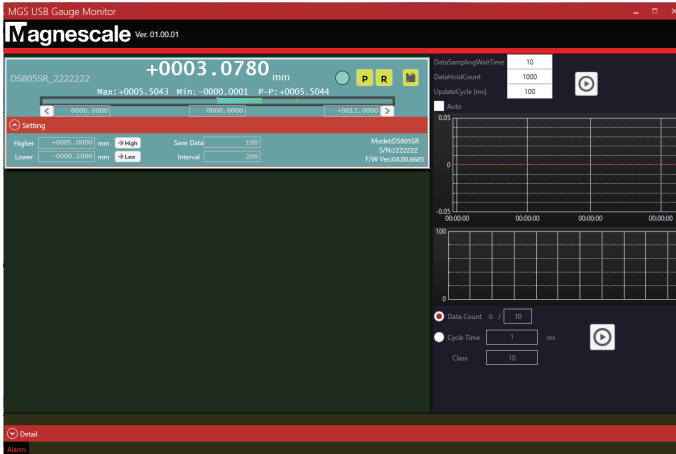 MGS USB Gauge Monitor
Magnescale Ver. 01.00.01
DS805SR_2222222
+0003.0780 mm
P R
Max:+0005.5043 Min:-0000.0001 P-P:+0005.5044
0000.0000 0000.0000 +0012.0000
Setting
Higher +0005.0000 mm →High Save Data 100 Model:DS805SR
S/N:2222222
Lower -0000.1000 mm →Low Interval 200 F/W Ver.:04.00.6685
DataSamplingWaitTime 10
DataHoldCount 1000
UpdateCycle [ms] 100
Auto
0.05
0
-0.05
00:00:00 00:00:00 00:00:00 00:00:00
100
0
Data Count 0 / 10
Cycle Time 1 ms
Class 10
Detail
Alarm: